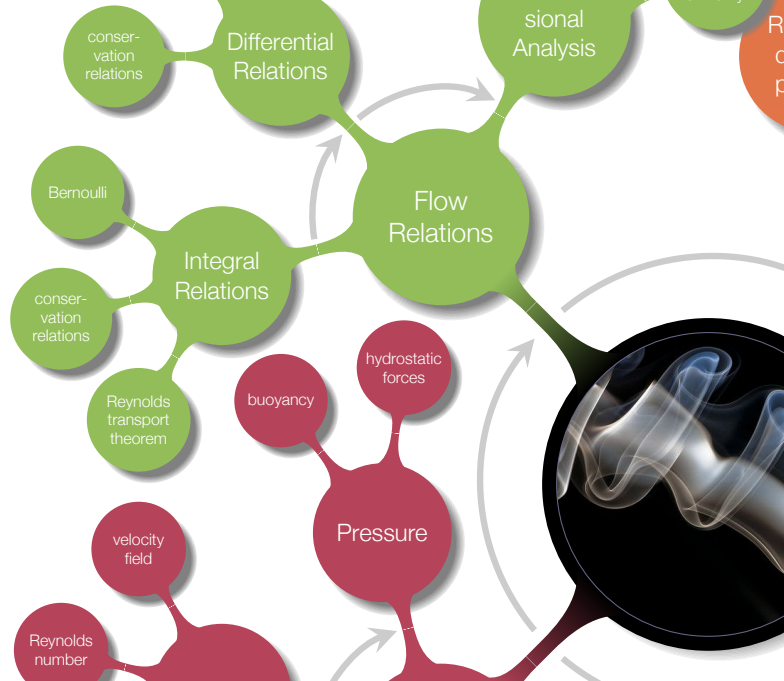 conser-
vation
relations
Differential
Relations
sional
Analysis
R
Bernoulli
Flow
Relations
Integral
Relations
conser-
vation
relations
Reynolds
transport
theorem
buoyancy
hydrostatic
forces
Pressure
velocity
field
Reynolds
number